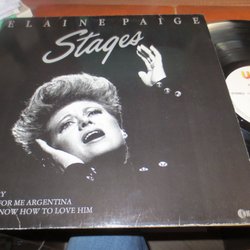 ELAINE PAIGE
Stages
Y
FOR ME ARGENTINA
NOW HOW TO LOVE HIM